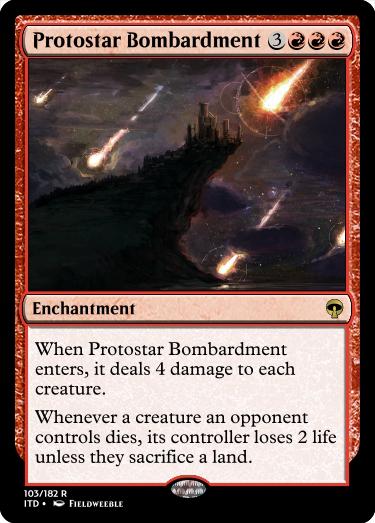 Protostar Bombardment 3
Enchantment
When Protostar Bombardment
enters, it deals 4 damage to each
creature.
Whenever a creature an opponent
controls dies, its controller loses 2 life
unless they sacrifice a land.
103/182 R
ITD • Fieldweeble